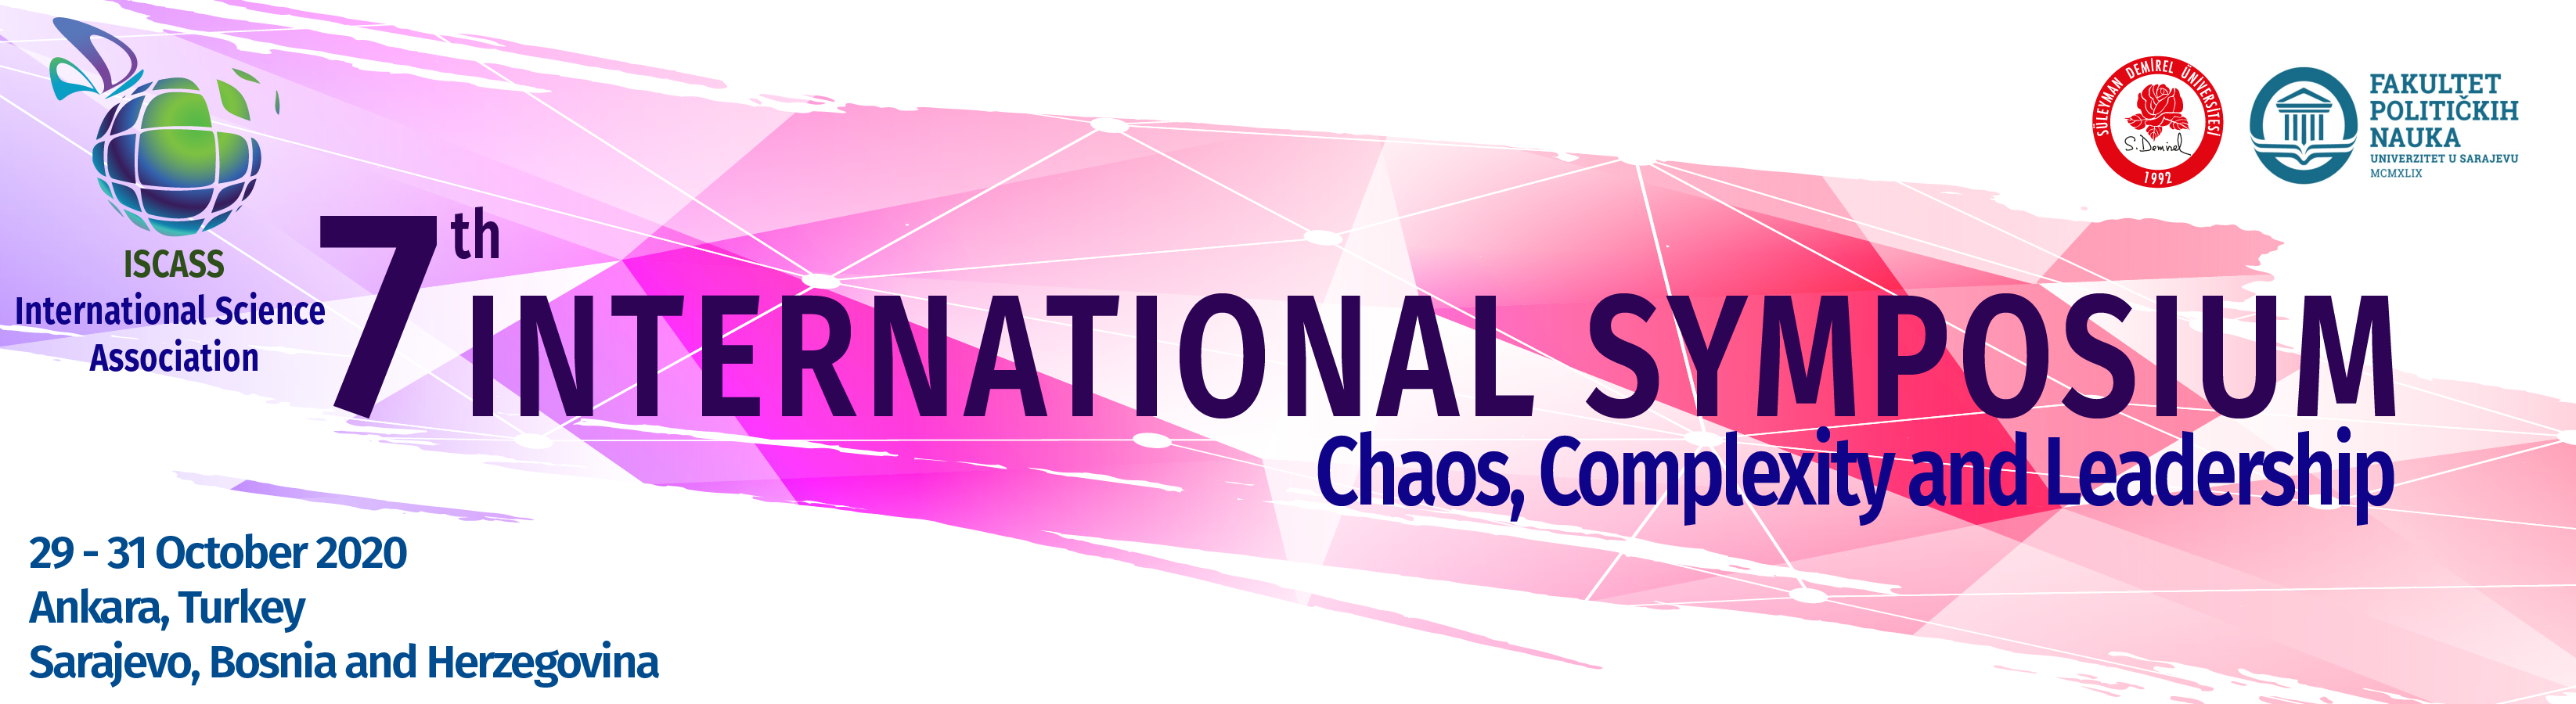 ISCASS
International Science
Association
7th
INTERNATIONAL SYMPOSIUM
Chaos, Complexity and Leadership
29 - 31 October 2020
Ankara, Turkey
Sarajevo, Bosnia and Herzegovina
SÜLEYMAN DEMİREL ÜNİVERSİTESİ
S. Demirel
1992
FAKULTET
POLITIČKIH
NAUKA
UNIVERZITET U SARAJEVU
MCMXLIX